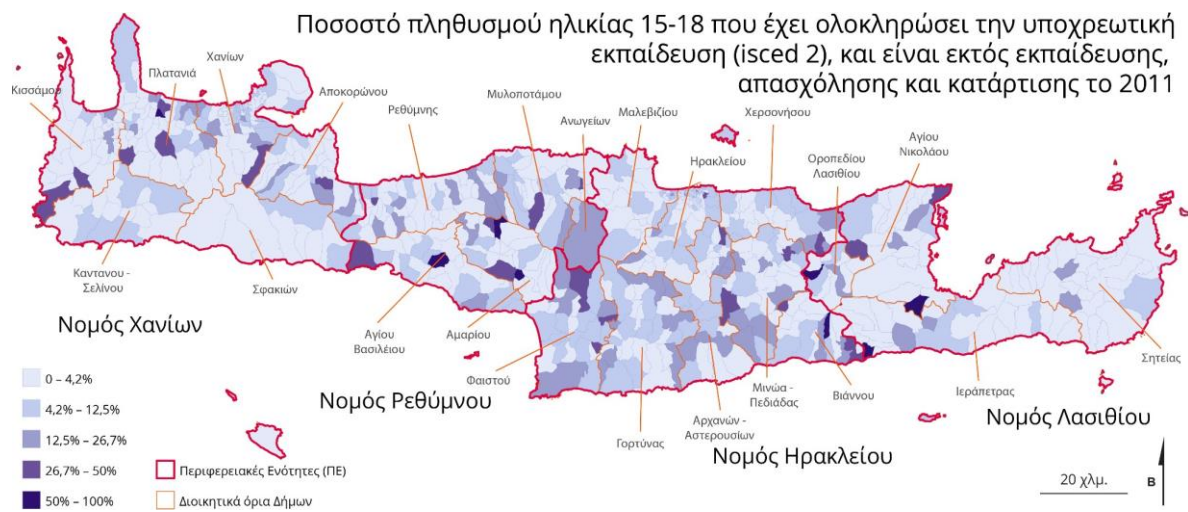 Ποσοστό πληθυσμού ηλικίας 15-18 που έχει ολοκληρώσει την υποχρεωτική
εκπαίδευση (isced 2), και είναι εκτός εκπαίδευσης,
απασχόλησης και κατάρτισης το 2011
Κισσάμου
Πλατανιά
Χανίων
Αποκορώνου
Ρεθύμνης
Μυλοποτάμου
Ανωγείων
Μαλεβιζίου
Ηρακλείου
Χερσονήσου
Οροπεδίου
Λασιθίου
Αγίου
Νικολάου
Καντανου -
Σελίνου
Σφακιών
Αγίου
Βασιλείου
Αμαρίου
Φαιστού
Γορτύνας
Αρχανών -
Αστερουσίων
Μινώα -
Πεδιάδας
Βιάννου
Ιεράπετρας
Σητείας
Νομός Χανίων
Νομός Ρεθύμνου
Νομός Ηρακλείου
Νομός Λασιθίου
0 – 4,2%
4,2% – 12,5%
12,5% – 26,7%
26,7% – 50%
50% – 100%
Περιφερειακές Ενότητες (ΠΕ)
Διοικητικά όρια Δήμων
20 χλμ.
Β